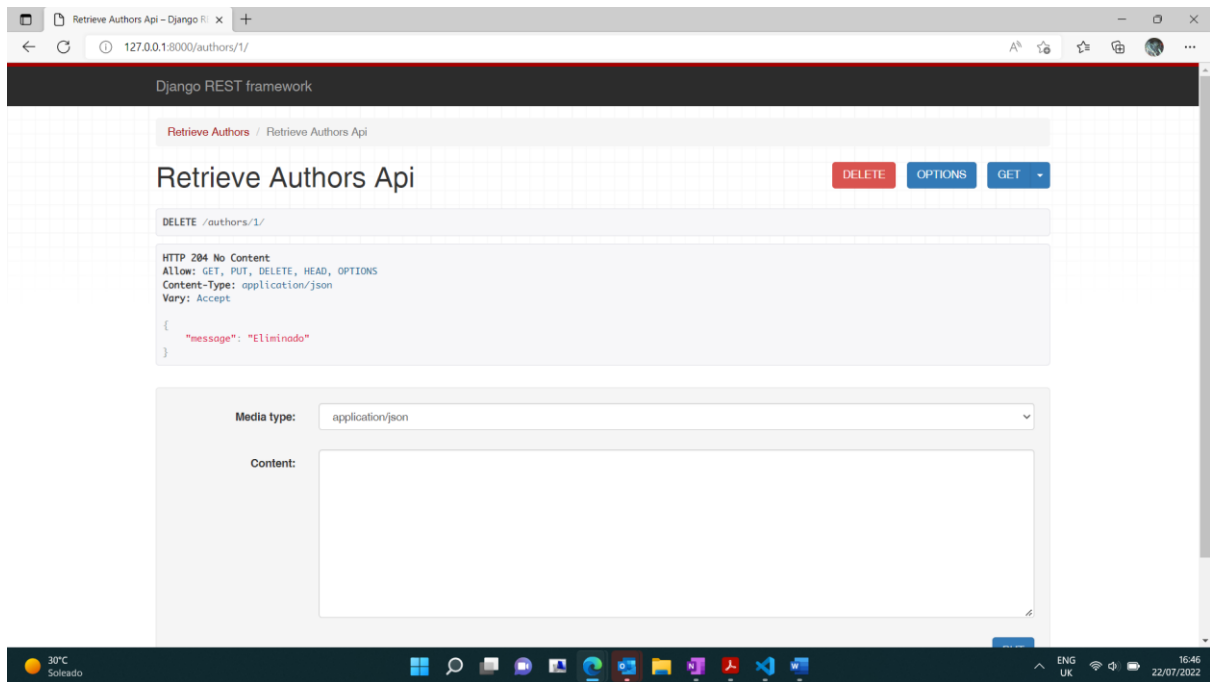 Retrieve Authors Api – Django R
127.0.0.1:8000/authors/1/
Django REST framework
Retrieve Authors / Retrieve Authors Api
Retrieve Authors Api
DELETE
OPTIONS
GET
DELETE /authors/1/
HTTP 204 No Content
Allow: GET, PUT, DELETE, HEAD, OPTIONS
Content-Type: application/json
Vary: Accept
{
"message": "Eliminado"
}
Media type:
application/json
Content:
30°C
Soleado
ENG
UK
16:46
22/07/2022